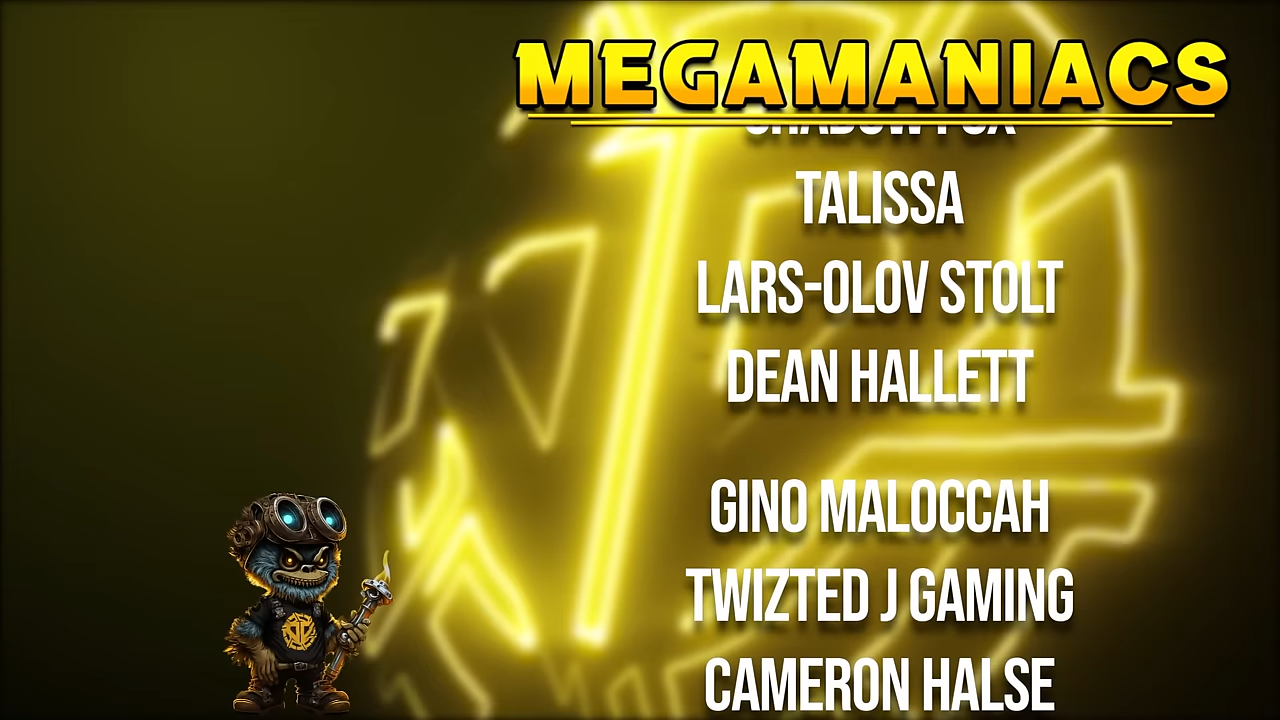 MEGAMANIACS
TALISSA
LARS-OLOV STOLT
DEAN HALLETT
GINO MALOCCAH
TWIZTED J GAMING
CAMERON HALSE